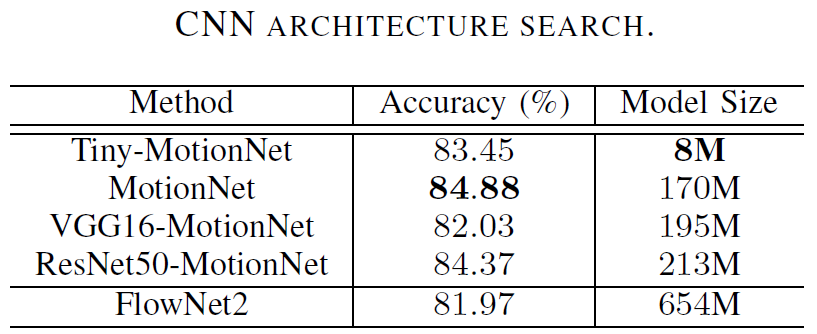 CNN ARCHITECTURE SEARCH.
Method Accuracy (%) Model Size
Tiny-MotionNet 83.45 8M
MotionNet 84.88 170M
VGG16-MotionNet 82.03 195M
ResNet50-MotionNet 84.37 213M
FlowNet2 81.97 654M